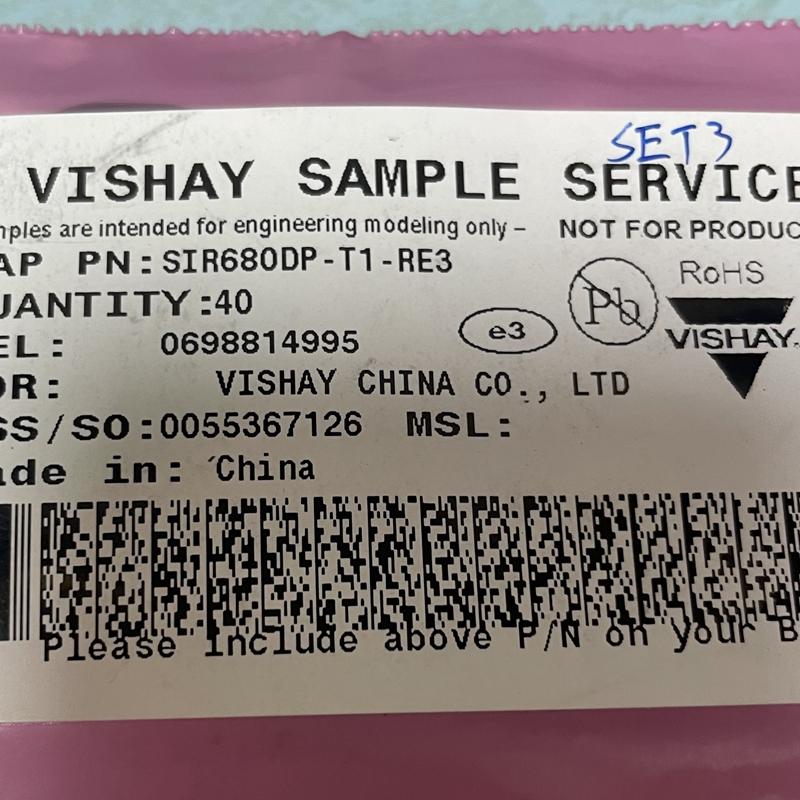 SET3
VISHAY SAMPLE SERVICE
mples are intended for engineering modeling only – NOT FOR PRODUC
AP PN:SIR680DP-T1-RE3
UANTITY:40
EL: 0698814995
OR: VISHAY CHINA CO., LTD
SS/SO:0055367126 MSL:
ade in: China
e3
Pb
RoHS
VISHAY.
Please include above P/N on your B